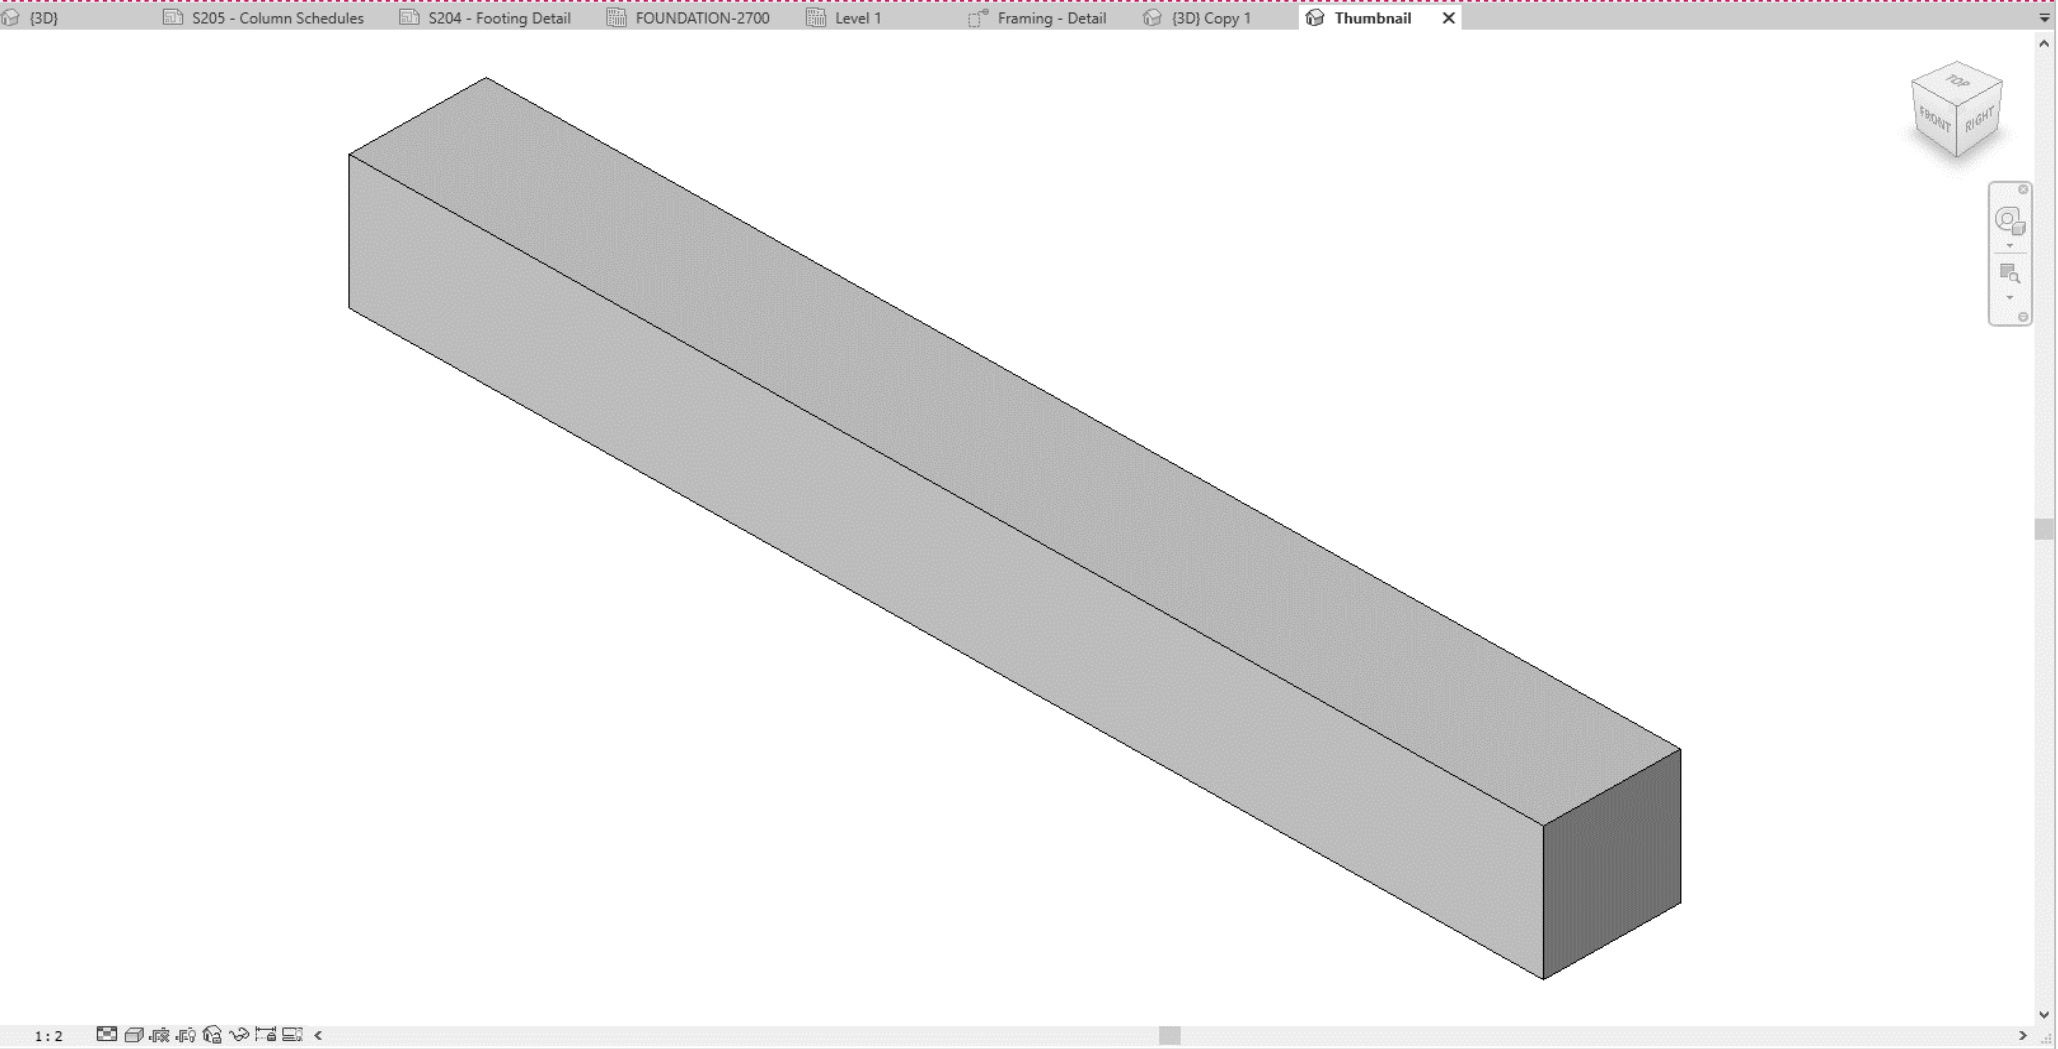 {3D} S205 - Column Schedules S204 - Footing Detail FOUNDATION-2700 Level 1 Framing - Detail {3D} Copy 1 Thumbnail
TOP
FRONT RIGHT
1 : 2